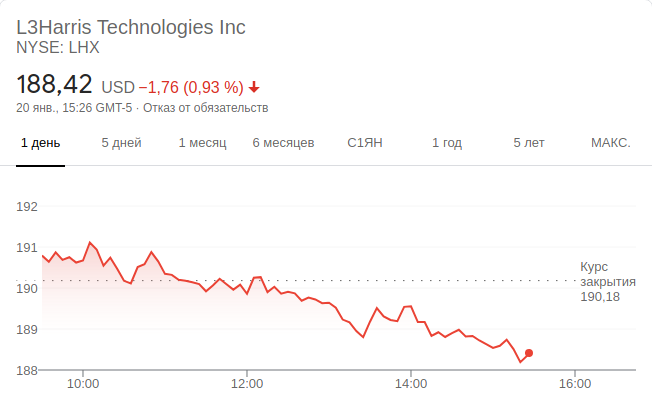 L3Harris Technologies Inc
NYSE: LHX
188,42 USD −1,76 (0,93 %)
20 янв., 15:26 GMT-5 · Отказ от обязательств
1 день 5 дней 1 месяц 6 месяцев С1ЯН 1 год 5 лет МАКС.
192
191
190
189
188
Курс
закрытия
190,18
10:00 12:00 14:00 16:00